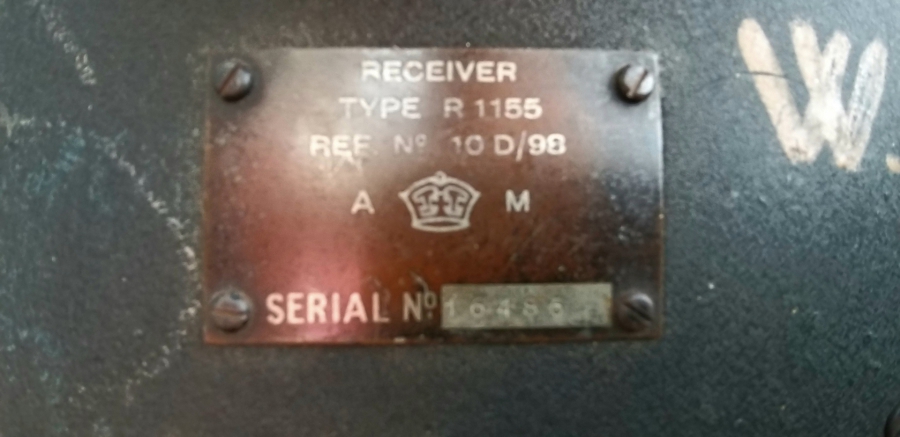 RECEIVER
TYPE R 1155
REF. Nº 10 D/98
A M
SERIAL Nº
W.